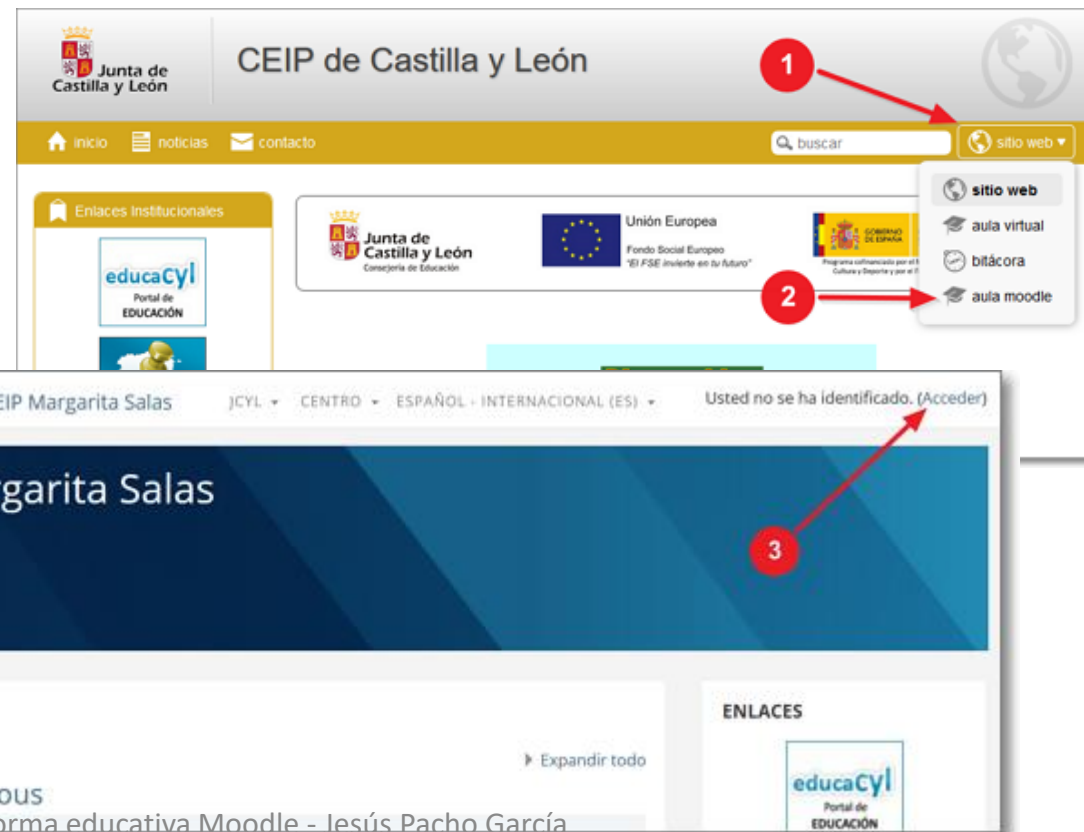 Junta de
Castilla y León
CEIP de Castilla y León
1
inicio noticias contacto
buscar
sitio web
sitio web
aula virtual
bitácora
aula moodle
2
Enlaces Institucionales
educacyl
Portal de
EDUCACIÓN
Junta de
Castilla y León
Consejería de Educación
Unión Europea
Fondo Social Europeo
"El FSE invierte en tu futuro"
GOBIERNO
DE ESPAÑA
EIP Margarita Salas
JCYL CENTRO ESPAÑOL - INTERNACIONAL (ES)
Usted no se ha identificado. (Acceder)
rgarita Salas
3
ENLACES
Expandir todo
educacyl
Portal de
EDUCACIÓN
ous
orma educativa Moodle - Jesús Pacho García